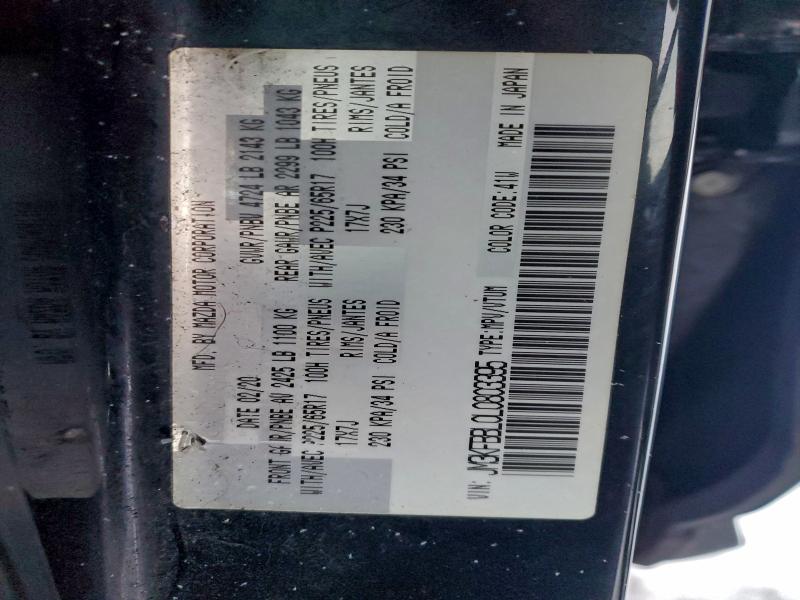 MFD. BY MAZDA MOTOR CORPORATION
DATE 02/20 GVWR/PNBV 4724 LB 2143 KG
FRONT /PNBE AV 2425 LB 1100 KG REAR GAWR/PNBE AR 2299 LB 1043 KG
WITH/AVEC P225/65R17 100H TIRES/PNEUS WITH/AVEC P225/65R17 100H TIRES/PNEUS
17X7J RIMS/JANTES 17X7J RIMS/JANTES
230 KPA/34 PSI COLD/A FROID 230 KPA/34 PSI COLD/A FROID
COLOR CODE:41W MADE IN JAPAN
VIN: JM3KFBBL0L0803395 TYPE:MPV/VTUM